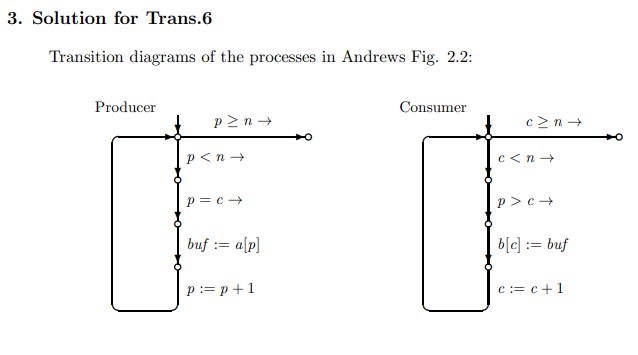 3. Solution for Trans.6
Transition diagrams of the processes in Andrews Fig. 2.2:
Producer
p ≥ n →
p < n →
p = c →
buf := a[p]
p := p + 1
Consumer
c ≥ n →
c < n →
p > c →
b[c] := buf
c := c + 1